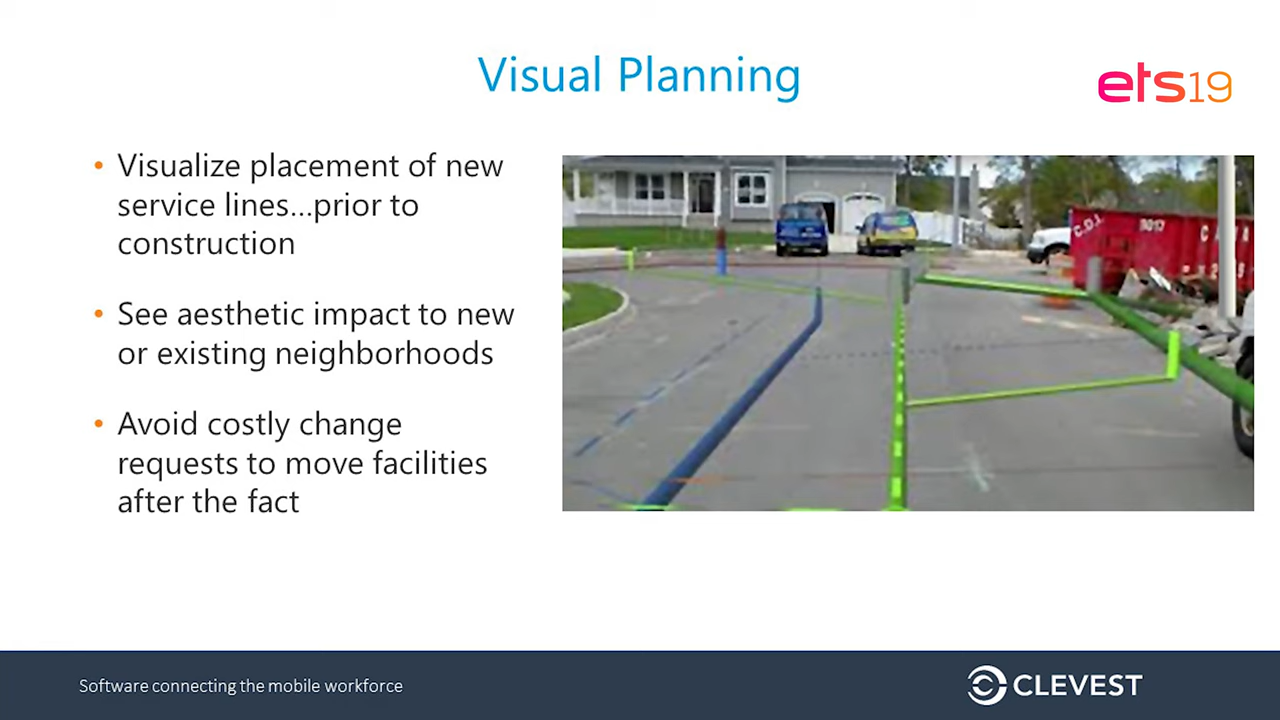 Visual Planning
ets19
• Visualize placement of new
service lines...prior to
construction
• See aesthetic impact to new
or existing neighborhoods
• Avoid costly change
requests to move facilities
after the fact
C.D.I.
Software connecting the mobile workforce
CLEVEST